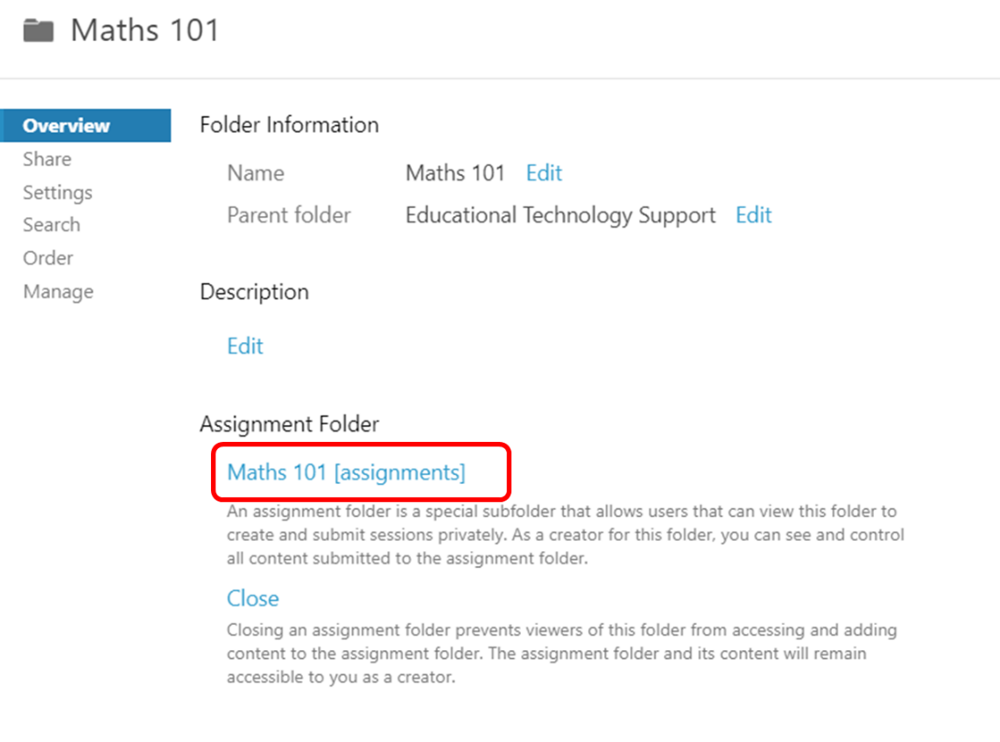 Maths 101
Overview
Share
Settings
Search
Order
Manage
Folder Information
Name Maths 101 Edit
Parent folder Educational Technology Support Edit
Description
Edit
Assignment Folder
Maths 101 [assignments]
An assignment folder is a special subfolder that allows users that can view this folder to
create and submit sessions privately. As a creator for this folder, you can see and control
all content submitted to the assignment folder.
Close
Closing an assignment folder prevents viewers of this folder from accessing and adding
content to the assignment folder. The assignment folder and its content will remain
accessible to you as a creator.